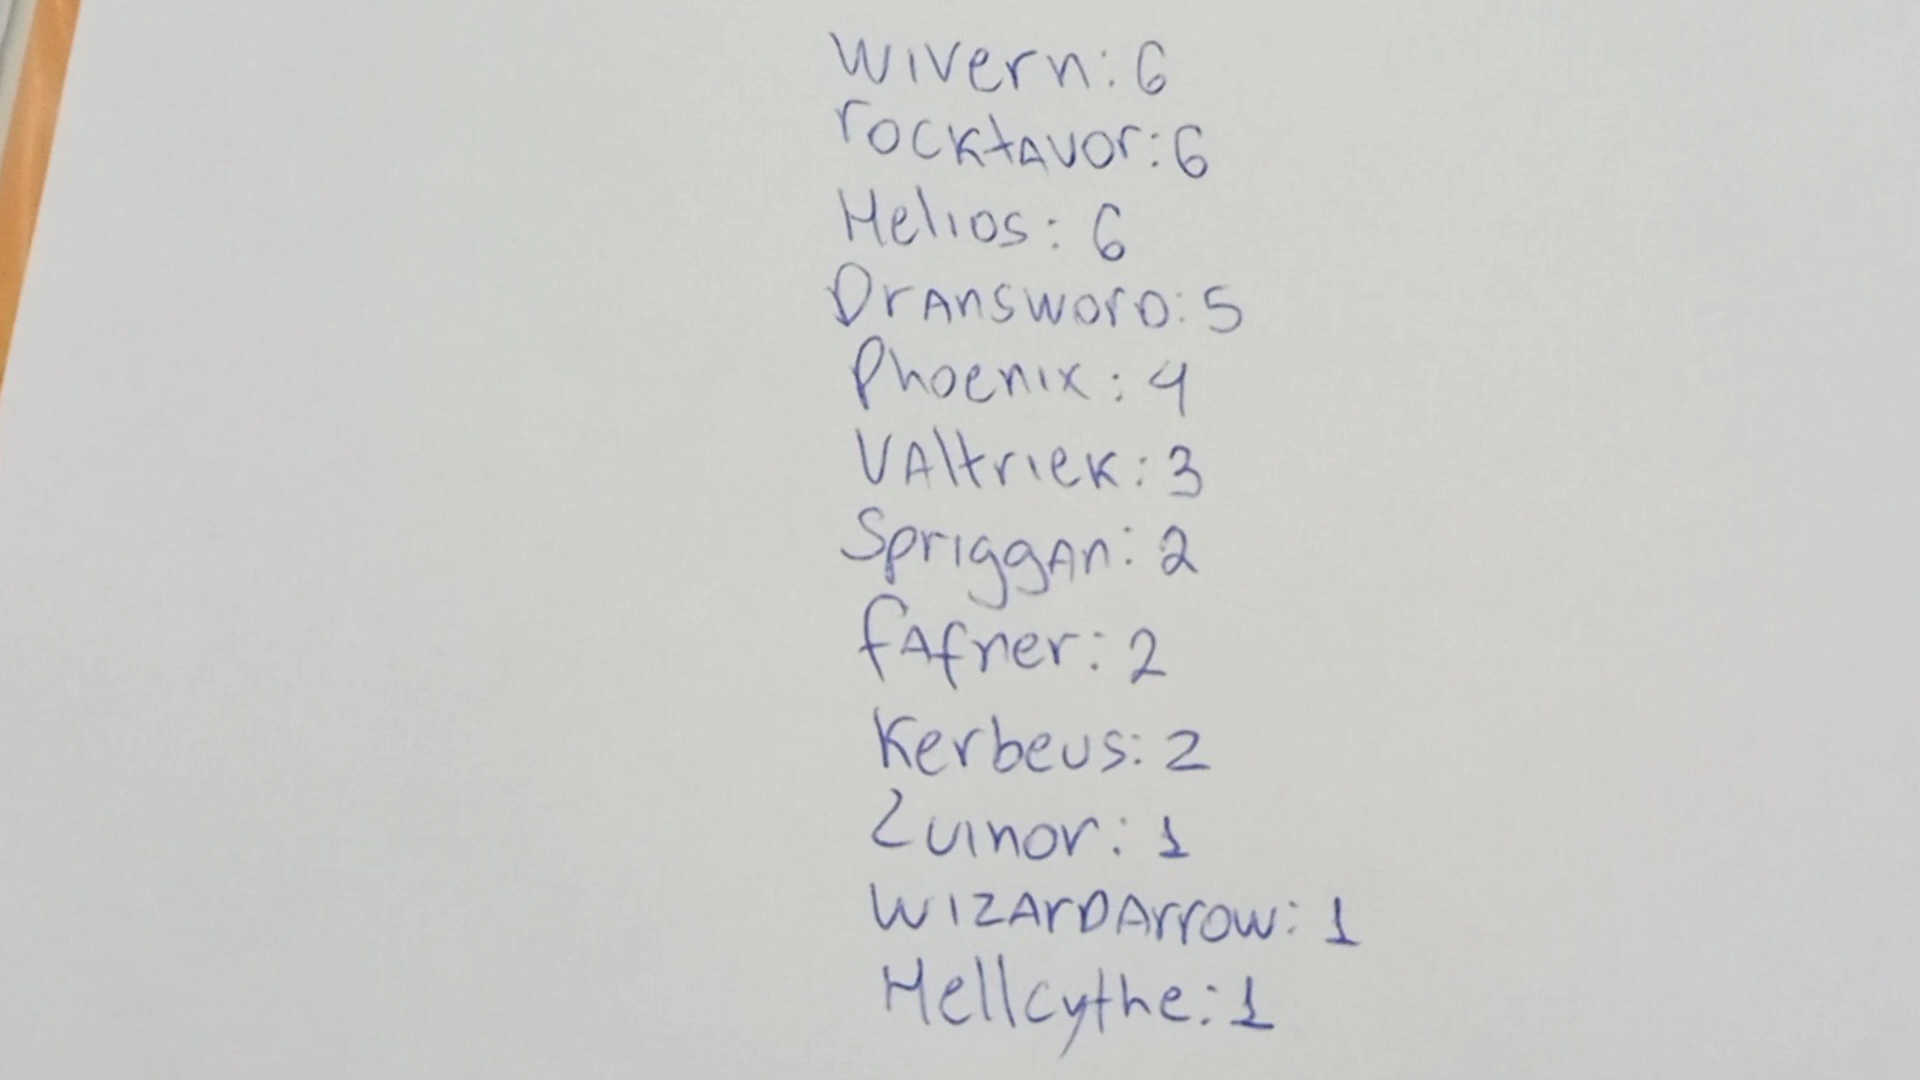 Wivern: 6
rocktavor: 6
Helios: 6
DrAnsworD: 5
Phoenix: 4
VAltriek: 3
SpriggAn: 2
fAfner: 2
Kerbeus: 2
Zuinor: 1
WIZArDArrow: 1
Hellcythe: 1